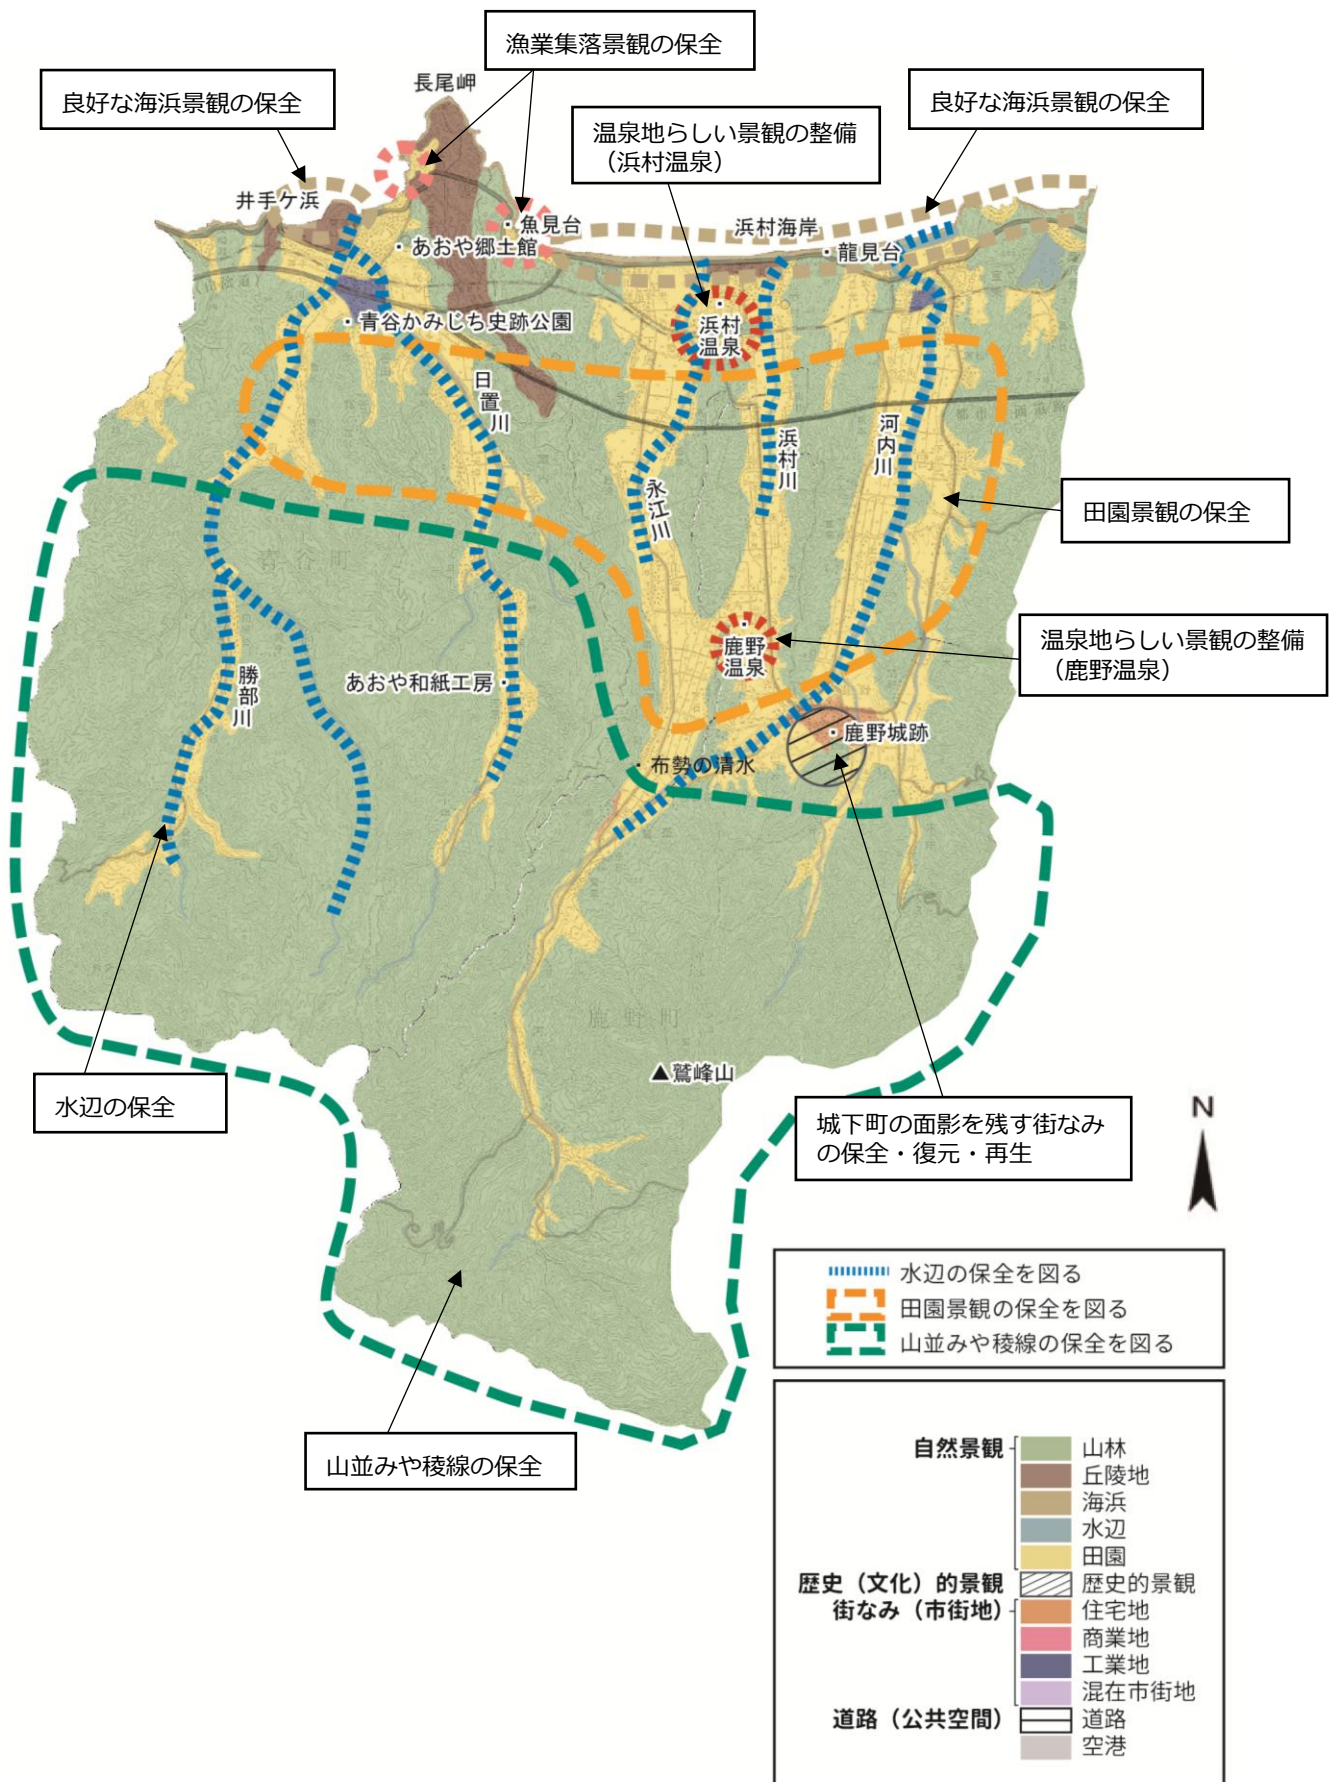 漁業集落景観の保全
良好な海浜景観の保全
長尾岬
温泉地らしい景観の整備
（浜村温泉）
良好な海浜景観の保全
井手ケ浜
・魚見台
浜村海岸
・あおや郷土館
・龍見台
・青谷かみじち史跡公園
・
浜村
温泉
日置川
河内川
浜村川
永江川
田園景観の保全
青谷町
・
鹿野
温泉
温泉地らしい景観の整備
（鹿野温泉）
勝部川
あおや和紙工房・
・鹿野城跡
・布勢の清水
鹿野町
▲鷲峰山
水辺の保全
城下町の面影を残す街なみ
の保全・復元・再生
N
山並みや稜線の保全
水辺の保全を図る
田園景観の保全を図る
山並みや稜線の保全を図る
自然景観
山林
丘陵地
海浜
水辺
田園
歴史（文化）的景観
歴史的景観
街なみ（市街地）
住宅地
商業地
工業地
混在市街地
道路（公共空間）
道路
空港